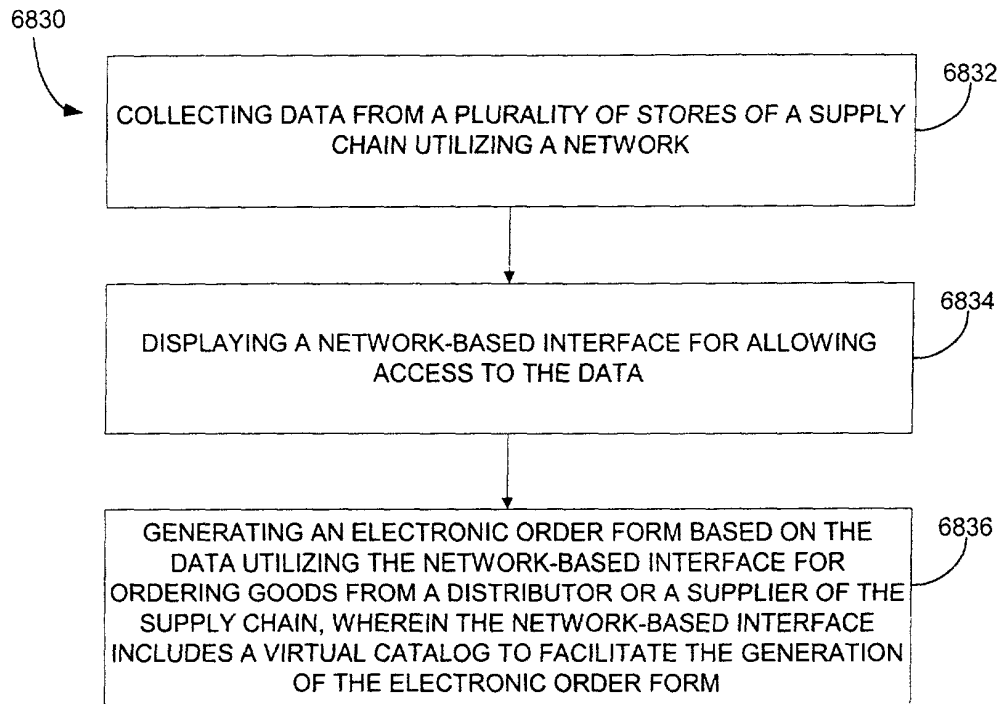 6830
6832
COLLECTING DATA FROM A PLURALITY OF STORES OF A SUPPLY
CHAIN UTILIZING A NETWORK
6834
DISPLAYING A NETWORK-BASED INTERFACE FOR ALLOWING
ACCESS TO THE DATA
6836
GENERATING AN ELECTRONIC ORDER FORM BASED ON THE
DATA UTILIZING THE NETWORK-BASED INTERFACE FOR
ORDERING GOODS FROM A DISTRIBUTOR OR A SUPPLIER OF THE
SUPPLY CHAIN, WHEREIN THE NETWORK-BASED INTERFACE
INCLUDES A VIRTUAL CATALOG TO FACILITATE THE GENERATION
OF THE ELECTRONIC ORDER FORM